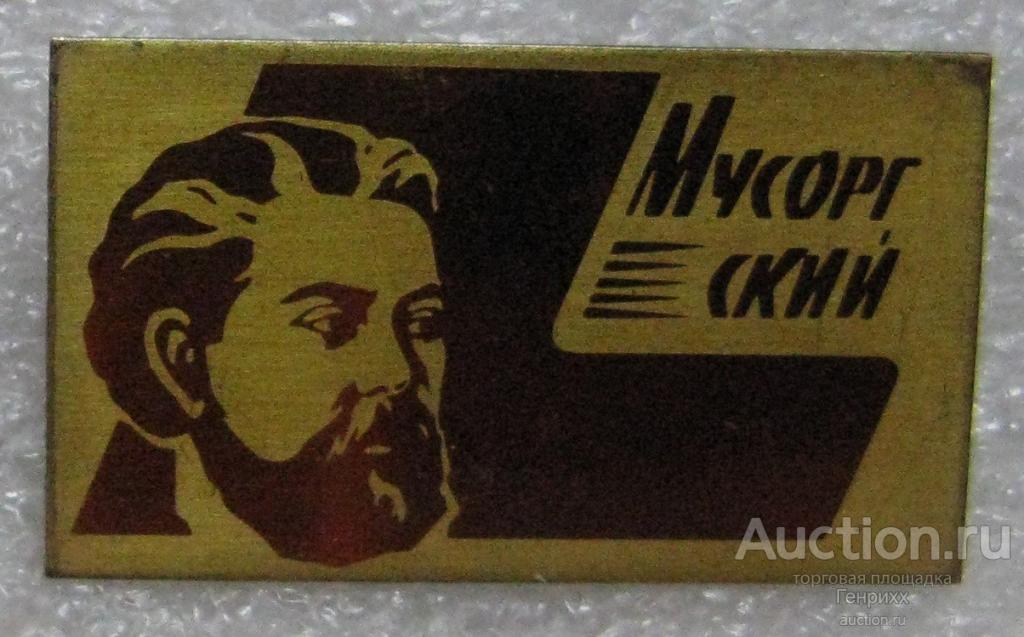 Мусорг
ский
Auction.ru
торговая площадка
Генрихх
auction.ru